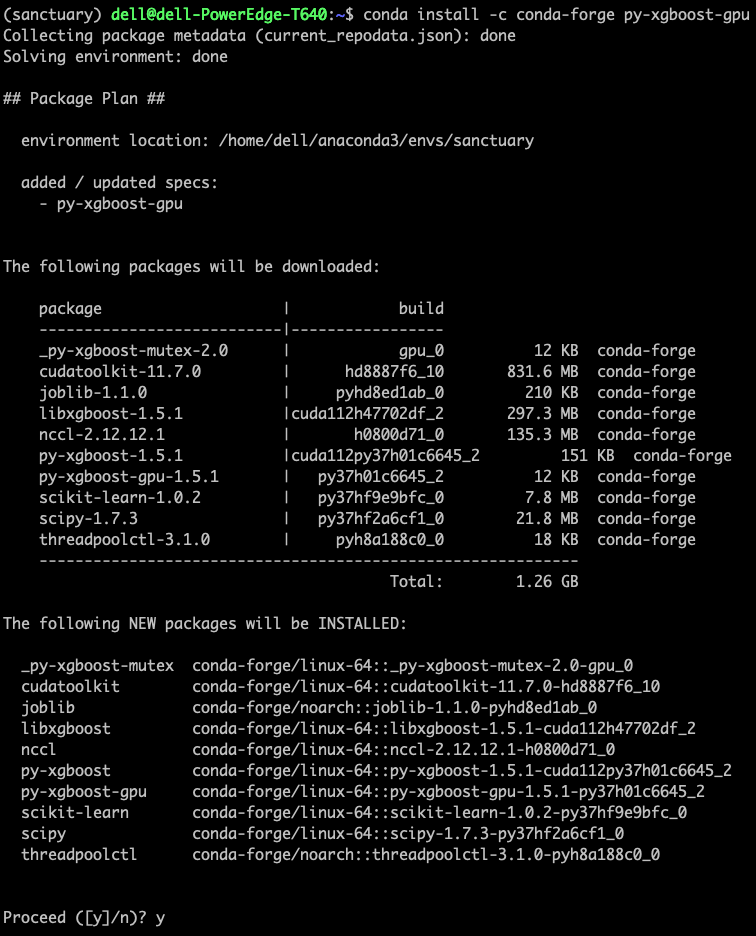 (sanctuary) dell@dell-PowerEdge-T640:~$ conda install -c conda-forge py-xgboost-gpu
Collecting package metadata (current_repodata.json): done
Solving environment: done
## Package Plan ##
environment location: /home/dell/anaconda3/envs/sanctuary
added / updated specs:
- py-xgboost-gpu
The following packages will be downloaded:
package | build
---------------------------|-----------------
_py-xgboost-mutex-2.0 | gpu_0 12 KB conda-forge
cudatoolkit-11.7.0 | hd8887f6_10 831.6 MB conda-forge
joblib-1.1.0 | pyhd8ed1ab_0 210 KB conda-forge
libxgboost-1.5.1 |cuda112h47702df_2 297.3 MB conda-forge
nccl-2.12.12.1 | h0800d71_0 135.3 MB conda-forge
py-xgboost-1.5.1 |cuda112py37h01c6645_2 151 KB conda-forge
py-xgboost-gpu-1.5.1 | py37h01c6645_2 12 KB conda-forge
scikit-learn-1.0.2 | py37hf9e9bfc_0 7.8 MB conda-forge
scipy-1.7.3 | py37hf2a6cf1_0 21.8 MB conda-forge
threadpoolctl-3.1.0 | pyh8a188c0_0 18 KB conda-forge
------------------------------------------------------------
Total: 1.26 GB
The following NEW packages will be INSTALLED:
_py-xgboost-mutex conda-forge/linux-64::_py-xgboost-mutex-2.0-gpu_0
cudatoolkit conda-forge/linux-64::cudatoolkit-11.7.0-hd8887f6_10
joblib conda-forge/noarch::joblib-1.1.0-pyhd8ed1ab_0
libxgboost conda-forge/linux-64::libxgboost-1.5.1-cuda112h47702df_2
nccl conda-forge/linux-64::nccl-2.12.12.1-h0800d71_0
py-xgboost conda-forge/linux-64::py-xgboost-1.5.1-cuda112py37h01c6645_2
py-xgboost-gpu conda-forge/linux-64::py-xgboost-gpu-1.5.1-py37h01c6645_2
scikit-learn conda-forge/linux-64::scikit-learn-1.0.2-py37hf9e9bfc_0
scipy conda-forge/linux-64::scipy-1.7.3-py37hf2a6cf1_0
threadpoolctl conda-forge/noarch::threadpoolctl-3.1.0-pyh8a188c0_0
Proceed ([y]/n)? y